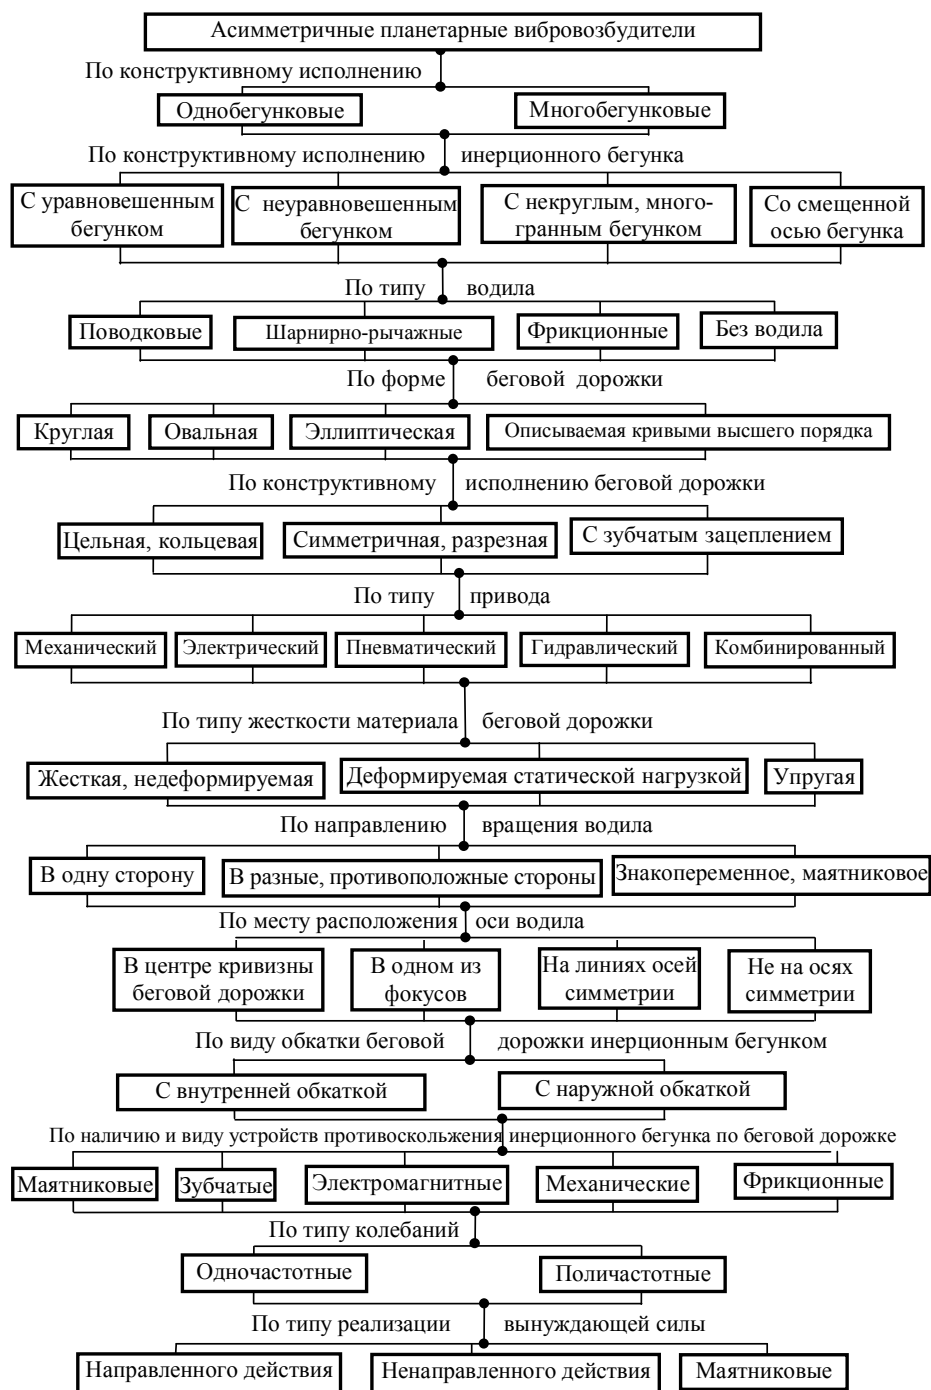 Асимметричные планетарные вибровозбудители
По конструктивному исполнению
Однобегунковые Многобегунковые
По конструктивному исполнению инерционного бегунка
С уравновешенным С неуравновешенным С некруглым, много- Со смещенной
бегунком бегунком гранным бегунком осью бегунка
По типу водила
Поводковые Шарнирно-рычажные Фрикционные Без водила
По форме беговой дорожки
Круглая Овальная Эллиптическая Описываемая кривыми высшего порядка
По конструктивному исполнению беговой дорожки
Цельная, кольцевая Симметричная, разрезная С зубчатым зацеплением
По типу привода
Механический Электрический Пневматический Гидравлический Комбинированный
По типу жесткости материала беговой дорожки
Жесткая, недеформируемая Деформируемая статической нагрузкой Упругая
По направлению вращения водила
В одну сторону В разные, противоположные стороны Знакопеременное, маятниковое
По месту расположения оси водила
В центре кривизны В одном из На линиях осей Не на осях
беговой дорожки фокусов симметрии симметрии
По виду обкатки беговой дорожки инерционным бегунком
С внутренней обкаткой С наружной обкаткой
По наличию и виду устройств противоскольжения инерционного бегунка по беговой дорожке
Маятниковые Зубчатые Электромагнитные Механические Фрикционные
По типу колебаний
Одночастотные Поличастотные
По типу реализации вынуждающей силы
Направленного действия Ненаправленного действия Маятниковые